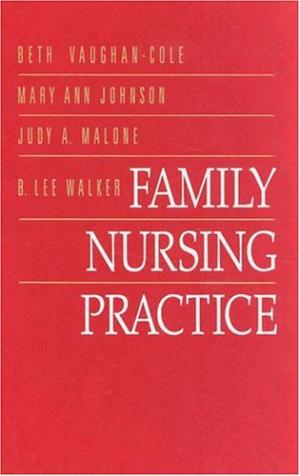 BETH VAUGHAN-COLE
MARY ANN JOHNSON
JUDY A. MALONE
B. LEE WALKER
FAMILY
NURSING
PRACTICE